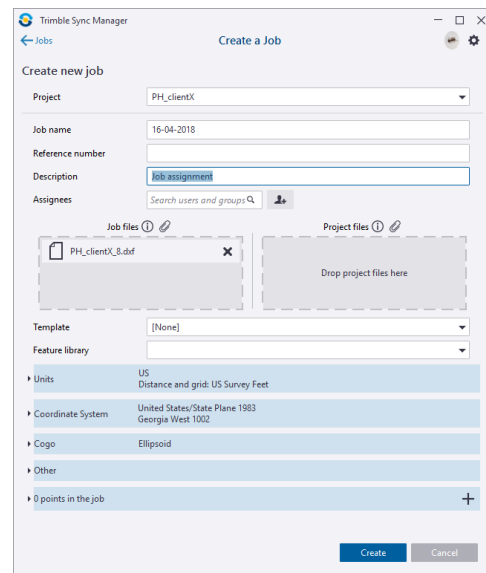 Trimble Sync Manager
Jobs
Create a Job
Create new job
Project PH_clientX
Job name 16-04-2018
Reference number
Description Job assignment
Assignees Search users and groups
Job files Project files
PH_clientX_8.dxf
Drop project files here
Template [None]
Feature library
Units US
Distance and grid: US Survey Feet
Coordinate System United States/State Plane 1983
Georgia West 1002
Cogo Ellipsoid
Other
0 points in the job
Create Cancel